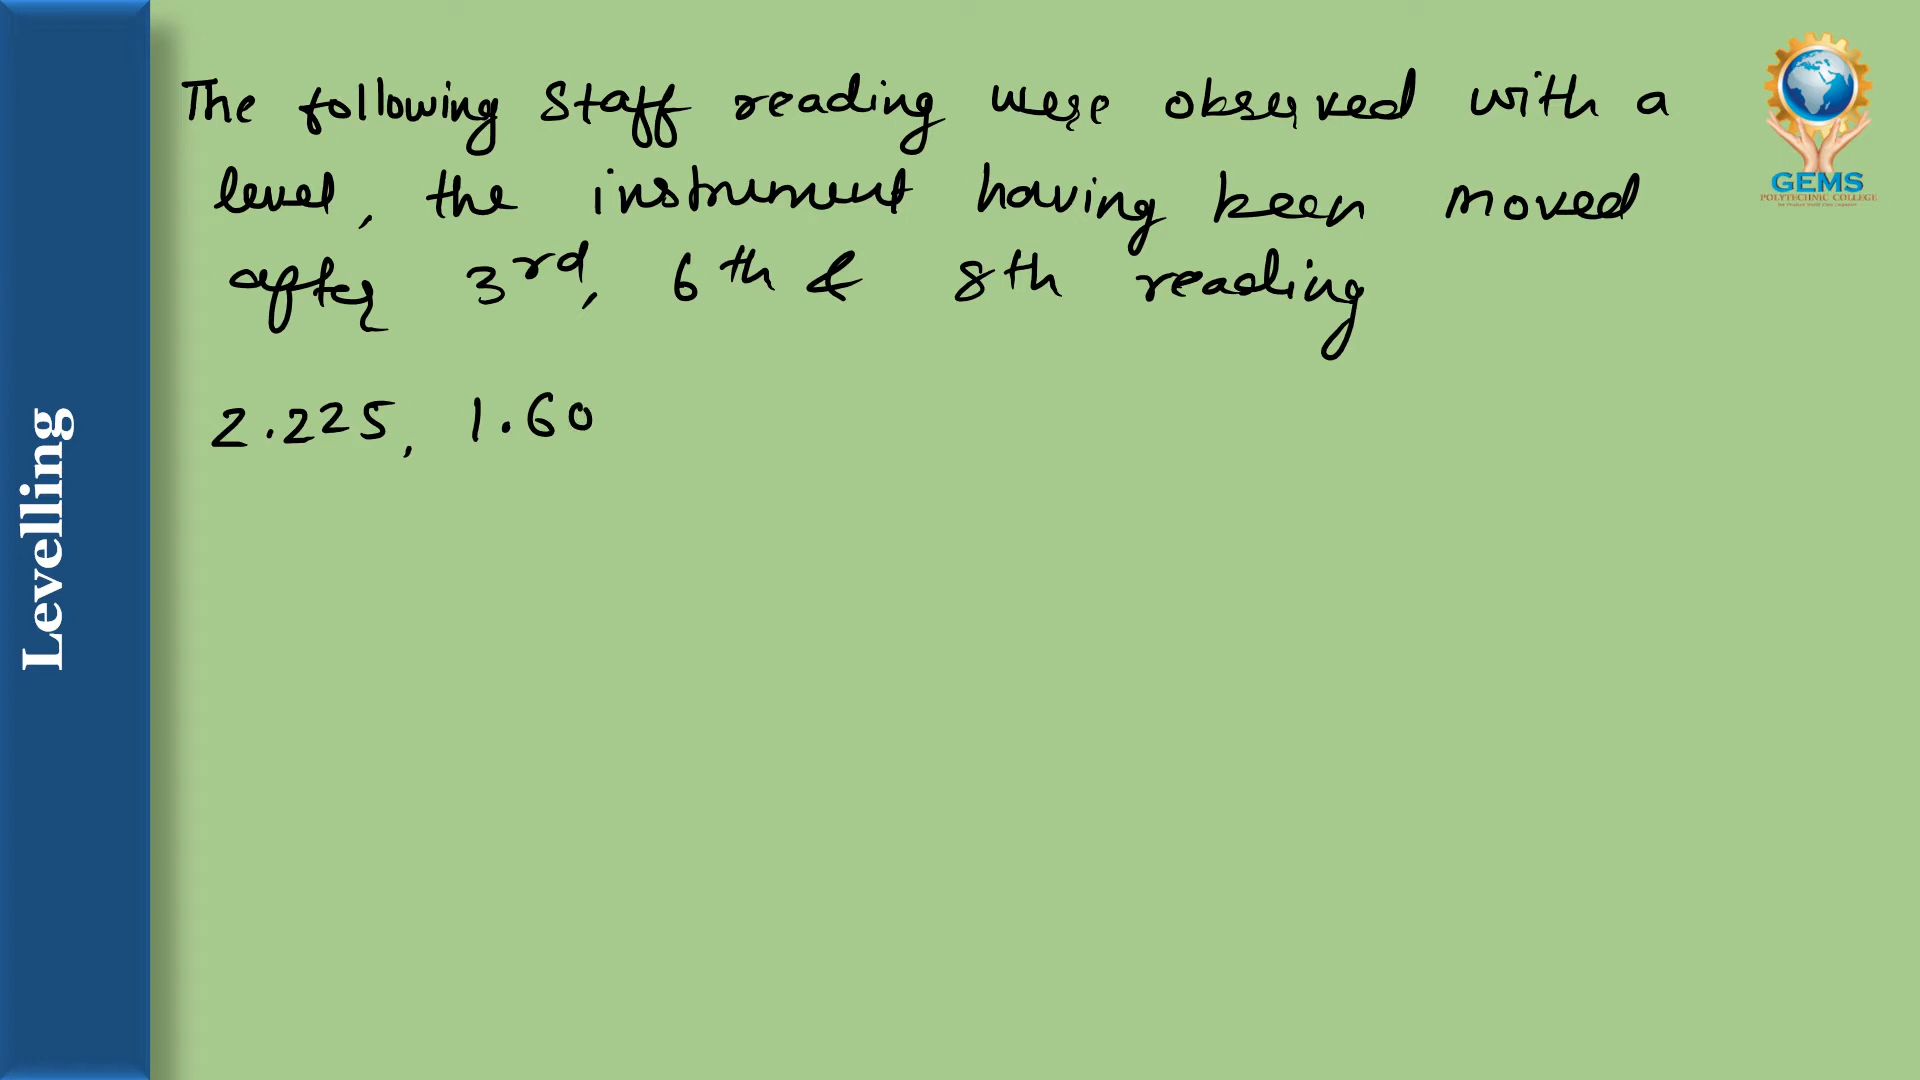 The following staff reading were observed with a
level, the instrument having been moved
after 3rd, 6th & 8th reading
2.225, 1.60
Levelling
GEMS
POLYTECHNIC COLLEGE